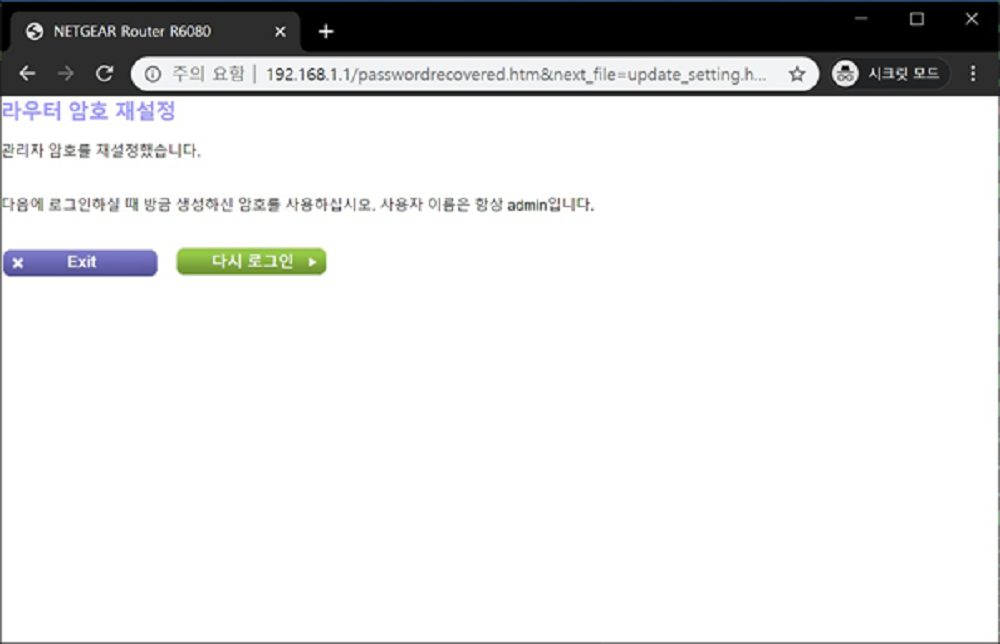 NETGEAR Router R6080
주의 요함 | 192.168.1.1/passwordrecovered.htm&next_file=update_setting.h...
시크릿 모드
라우터 암호 재설정
관리자 암호를 재설정했습니다.
다음에 로그인하실 때 방금 생성하신 암호를 사용하십시오. 사용자 이름은 항상 admin입니다.
Exit
다시 로그인